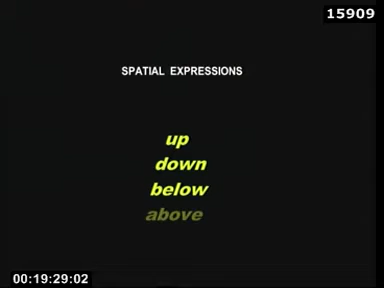 15909
SPATIAL EXPRESSIONS
up
down
below
above
00:19:29:02